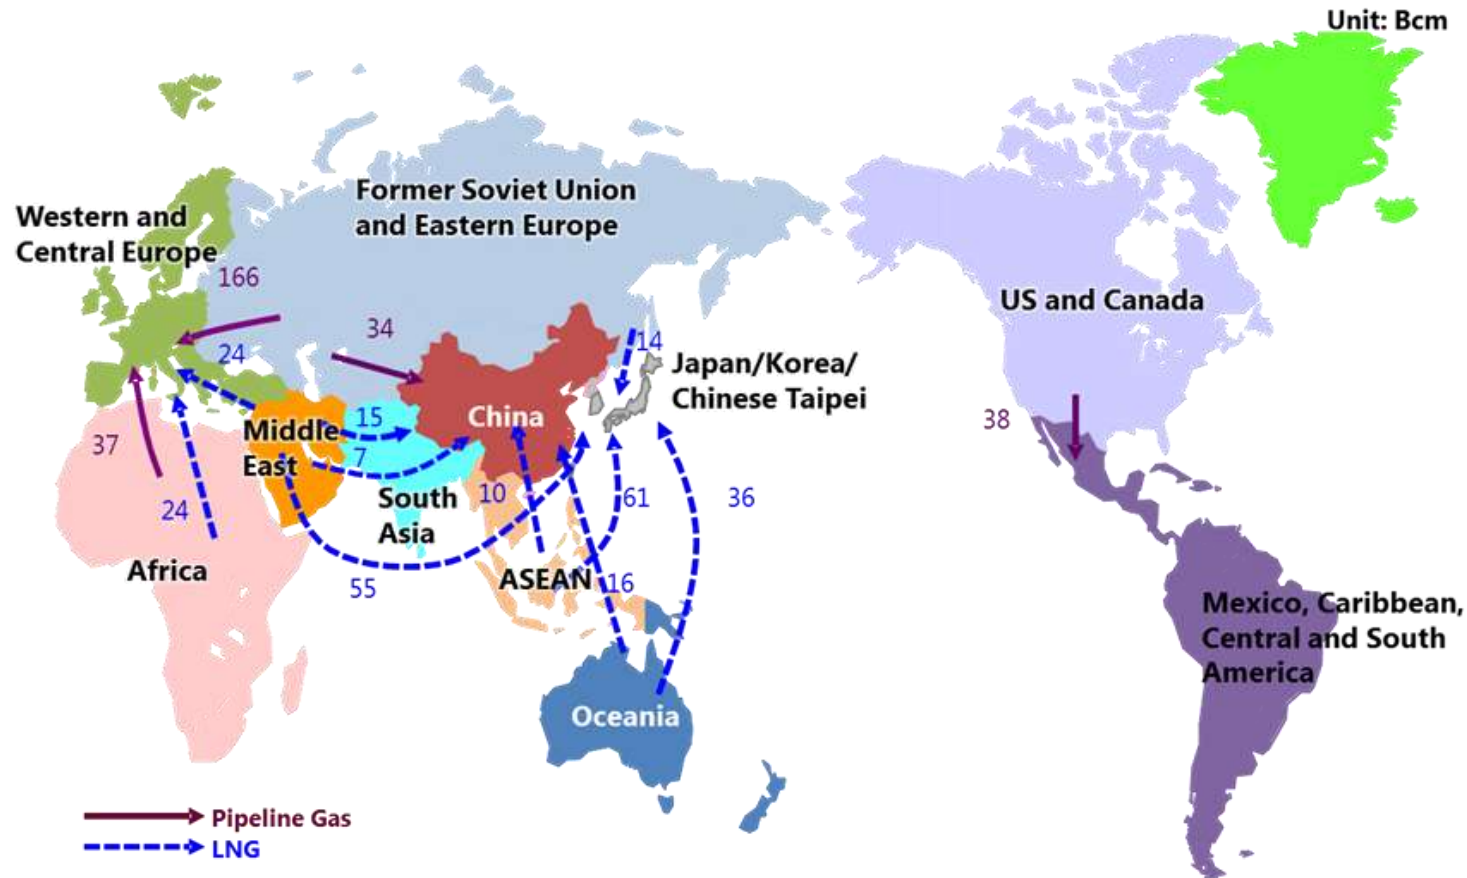 Unit: Bcm
Former Soviet Union
and Eastern Europe
Western and
Central Europe
166
34
24
14
US and Canada
Japan/Korea/
Chinese Taipei
15
China
38
37
Middle
East
7
South
Asia
10
61
36
24
Africa
55
ASEAN
16
Mexico, Caribbean,
Central and South
America
Oceania
Pipeline Gas
LNG